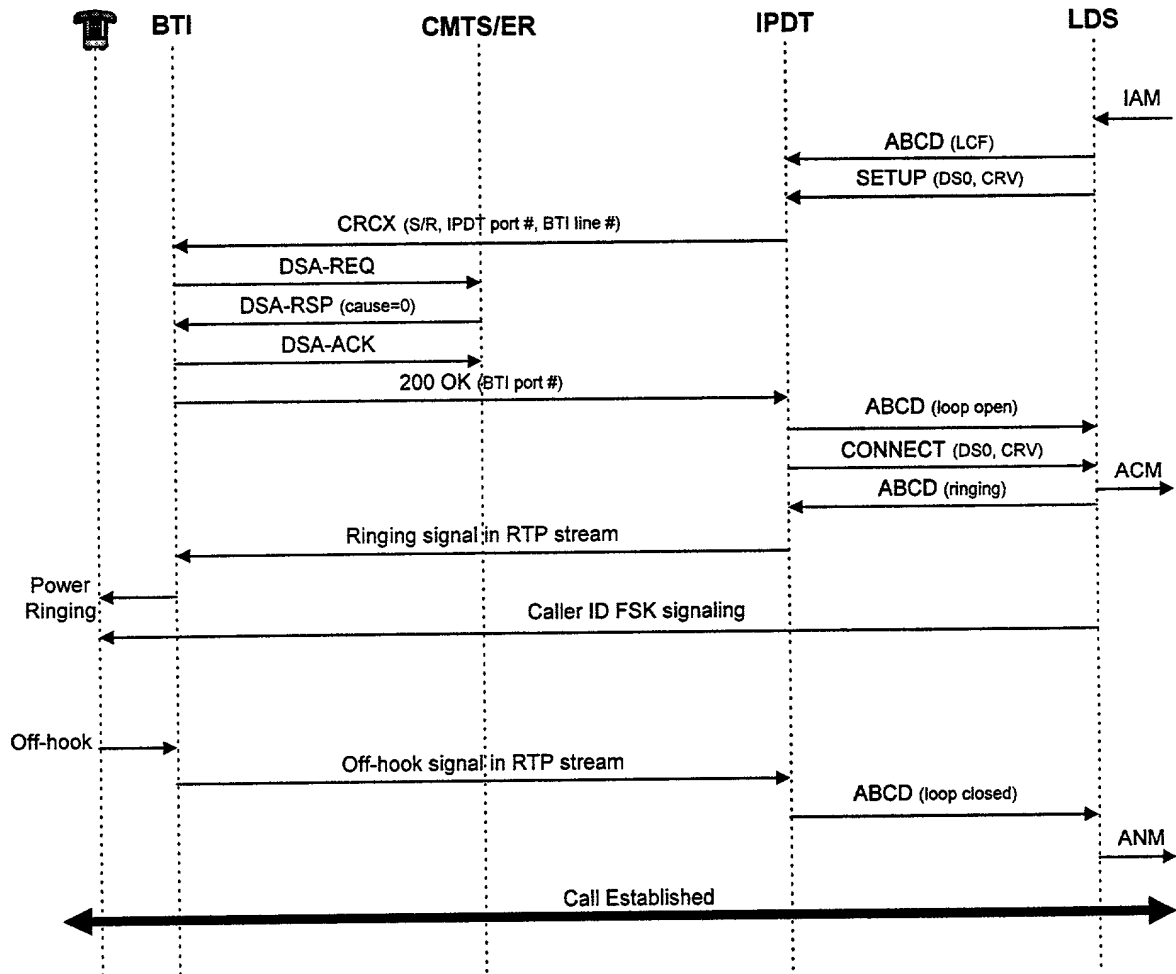 BTI CMTS/ER IPDT LDS
IAM
ABCD (LCF)
SETUP (DS0, CRV)
CRCX (S/R, IPDT port #, BTI line #)
DSA-REQ
DSA-RSP (cause=0)
DSA-ACK
200 OK (BTI port #)
ABCD (loop open)
CONNECT (DS0, CRV)
ACM
ABCD (ringing)
Ringing signal in RTP stream
Power
Ringing
Caller ID FSK signaling
Off-hook
Off-hook signal in RTP stream
ABCD (loop closed)
ANM
Call Established